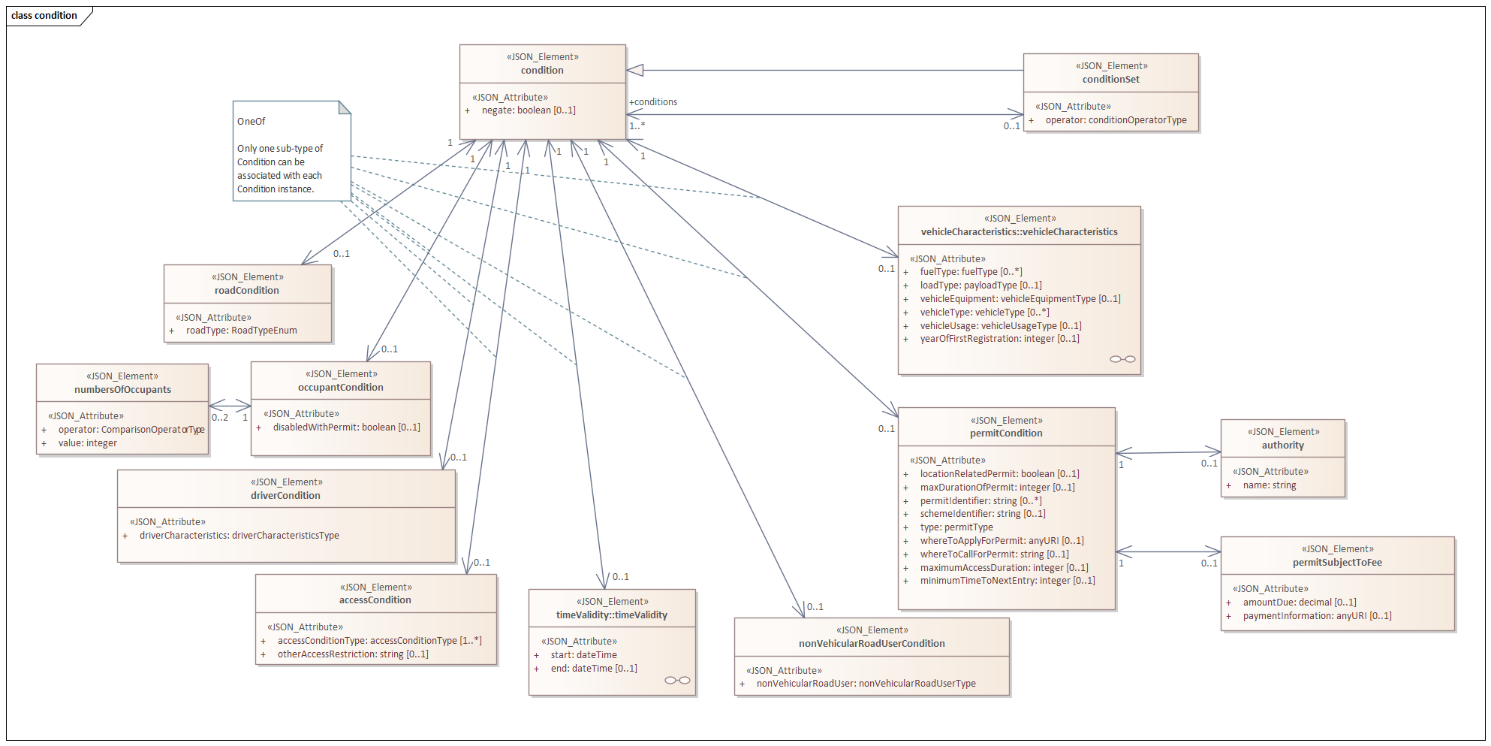 class condition
«JSON_Element»
condition
«JSON_Attribute»
+ negate: boolean [0..1]
«JSON_Element»
conditionSet
«JSON_Attribute»
+ operator: conditionOperatorType
+conditions
1..*
0..1
OneOf
Only one sub-type of
Condition can be
associated with each
Condition instance.
1
1
1
1
1
1
1
1
0..1
0..1
0..1
0..1
0..1
0..1
0..1
0..1
«JSON_Element»
vehicleCharacteristics::vehicleCharacteristics
«JSON_Attribute»
+ fuelType: fuelType [0..*]
+ loadType: payloadType [0..1]
+ vehicleEquipment: vehicleEquipmentType [0..1]
+ vehicleType: vehicleType [0..*]
+ vehicleUsage: vehicleUsageType [0..1]
+ yearOfFirstRegistration: integer [0..1]
«JSON_Element»
roadCondition
«JSON_Attribute»
+ roadType: RoadTypeEnum
«JSON_Element»
numbersOfOccupants
«JSON_Attribute»
+ operator: ComparisonOperatorType
+ value: integer
0..2
1
«JSON_Element»
occupantCondition
«JSON_Attribute»
+ disabledWithPermit: boolean [0..1]
«JSON_Element»
driverCondition
«JSON_Attribute»
+ driverCharacteristics: driverCharacteristicsType
«JSON_Element»
accessCondition
«JSON_Attribute»
+ accessConditionType: accessConditionType [1..*]
+ otherAccessRestriction: string [0..1]
«JSON_Element»
timeValidity::timeValidity
«JSON_Attribute»
+ start: dateTime
+ end: dateTime [0..1]
«JSON_Element»
nonVehicularRoadUserCondition
«JSON_Attribute»
+ nonVehicularRoadUser: nonVehicularRoadUserType
«JSON_Element»
permitCondition
«JSON_Attribute»
+ locationRelatedPermit: boolean [0..1]
+ maxDurationOfPermit: integer [0..1]
+ permitIdentifier: string [0..*]
+ schemeIdentifier: string [0..1]
+ type: permitType
+ whereToApplyForPermit: anyURI [0..1]
+ whereToCallForPermit: string [0..1]
+ maximumAccessDuration: integer [0..1]
+ minimumTimeToNextEntry: integer [0..1]
1
0..1
«JSON_Element»
authority
«JSON_Attribute»
+ name: string
1
0..1
«JSON_Element»
permitSubjectToFee
«JSON_Attribute»
+ amountDue: decimal [0..1]
+ paymentInformation: anyURI [0..1]